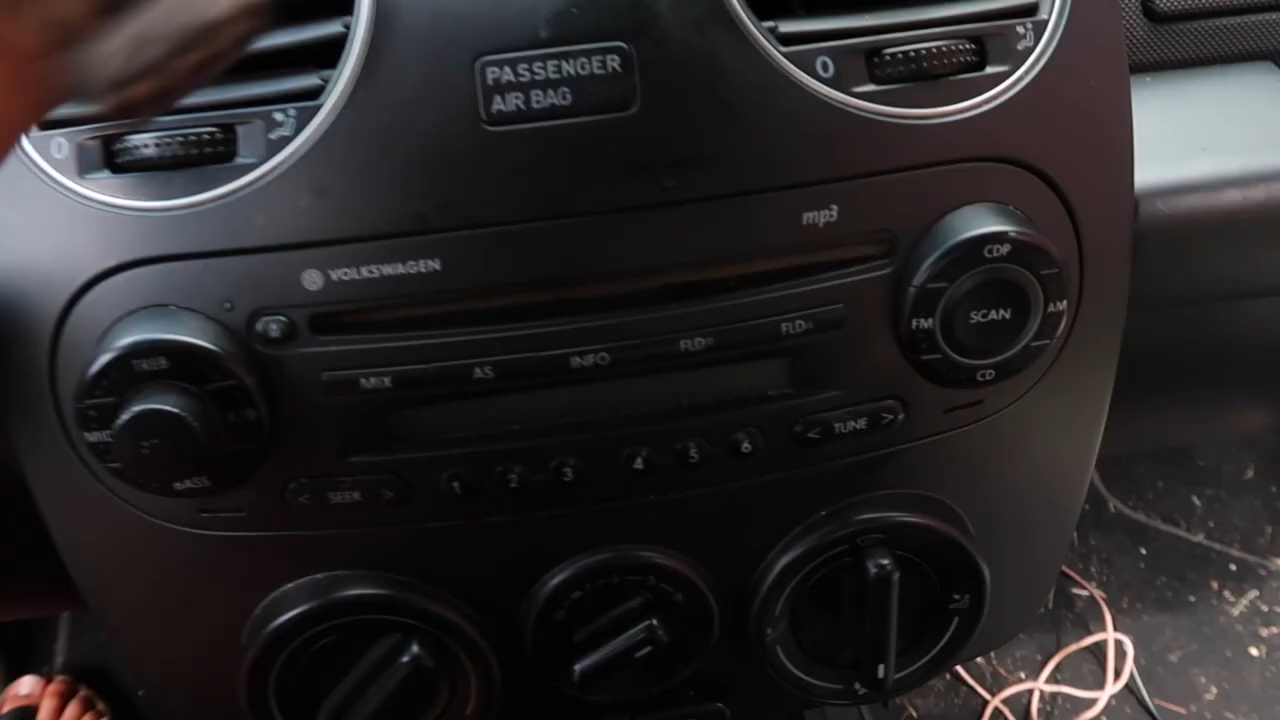 PASSENGER
AIR BAG
0
0
mp3
VOLKSWAGEN
CDP
FM
SCAN
AM
CD
TREB
MID
BASS
MIX AS INFO FLD FLD
< SEEK >
1 2 3 4 5 6
< TUNE >